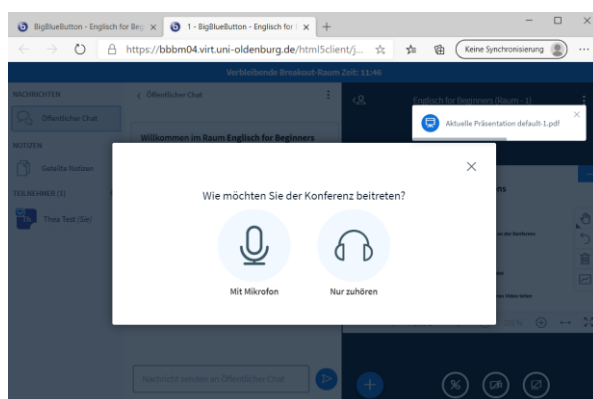 BigBlueButton - Englisch for Beg
1 - BigBlueButton - Englisch for
https://bbbm04.virt.uni-oldenburg.de/html5client/j...
Keine Synchronisierung
Verbleibende Breakout-Raum Zeit: 11:46
NACHRICHTEN
Öffentlicher Chat
Öffentlicher Chat
Englisch for Beginners (Raum - 1)
Aktuelle Präsentation default-1.pdf
Willkommen im Raum Englisch for Beginners
NOTIZEN
Geteilte Notizen
TEILNEHMER (1)
Th
Thea Test (Sie)
Wie möchten Sie der Konferenz beitreten?
Mit Mikrofon
Nur zuhören
Nachricht senden an Öffentlicher Chat